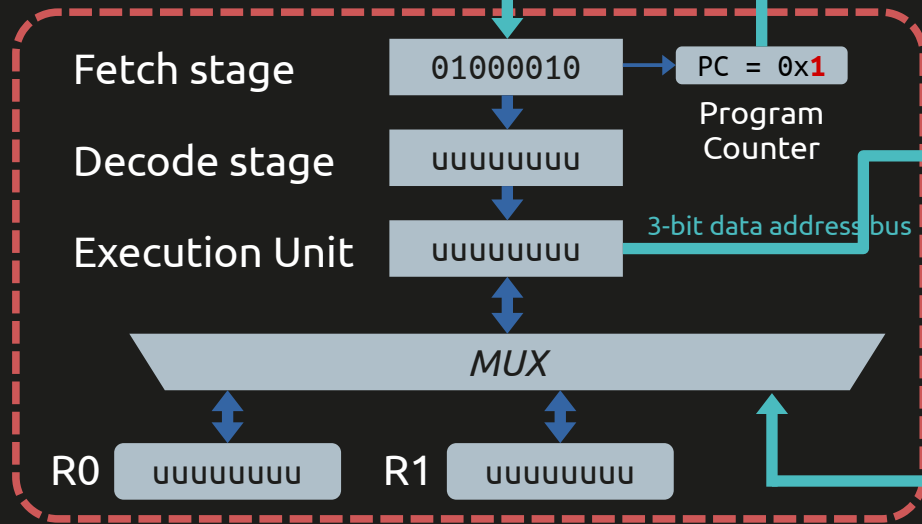 Fetch stage
01000010
PC = 0x1
Program
Counter
Decode stage
uuuuuuuu
3-bit data address bus
Execution Unit
uuuuuuuu
MUX
R0
uuuuuuuu
R1
uuuuuuuu